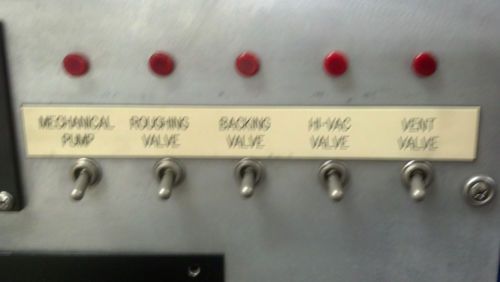 MECHANICAL PUMP
ROUGHING VALVE
BACKING VALVE
HI-VAC VALVE
VENT VALVE